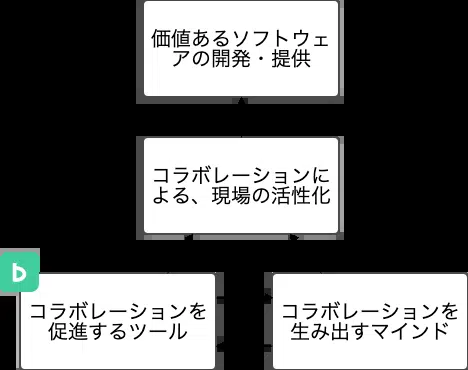 価値あるソフトウェ
アの開発・提供
コラボレーションに
よる、現場の活性化
b
コラボレーションを
促進するツール
コラボレーションを
生み出すマインド